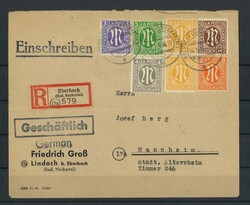 Einschreiben
R
Eberbach
(bad. Neckartal)
579
Geschäftlich
German
Friedrich Groß
Lindach b. Eberbach
(bad. Neckartal)
Herrn
Josef Berg
Mannheim
Städt. Altersheim
Zimmer 246